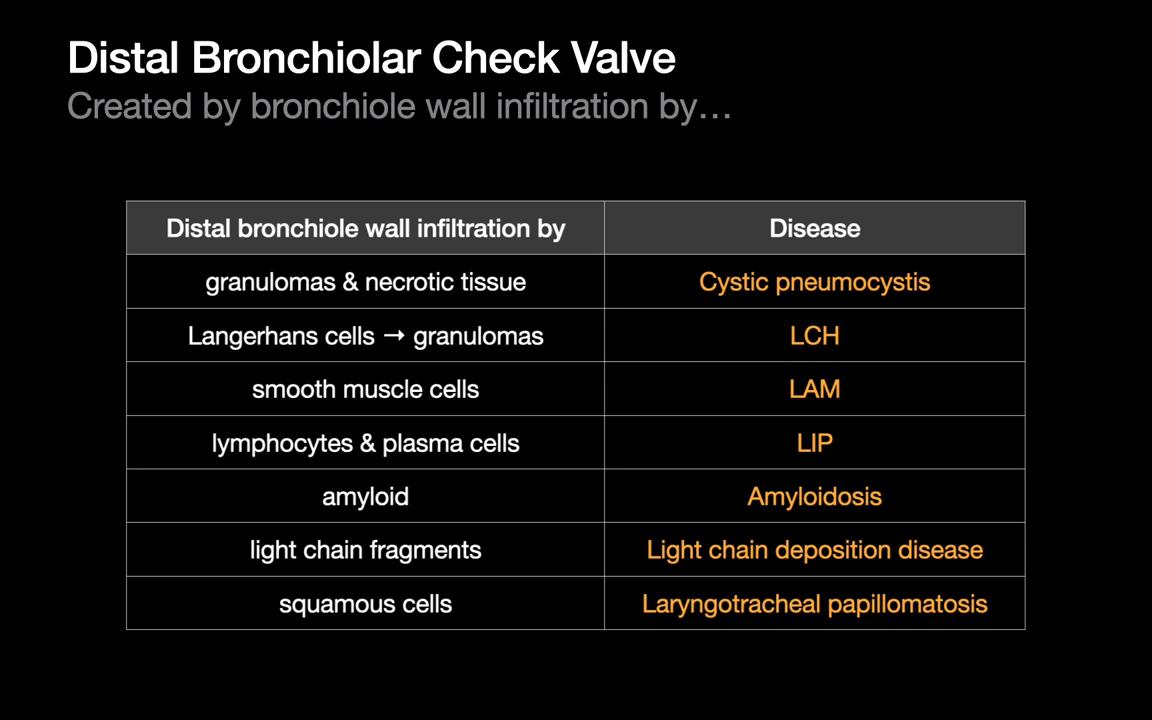 Distal Bronchiolar Check Valve
Created by bronchiole wall infiltration by…
Distal bronchiole wall infiltration by Disease
granulomas & necrotic tissue Cystic pneumocystis
Langerhans cells → granulomas LCH
smooth muscle cells LAM
lymphocytes & plasma cells LIP
amyloid Amyloidosis
light chain fragments Light chain deposition disease
squamous cells Laryngotracheal papillomatosis